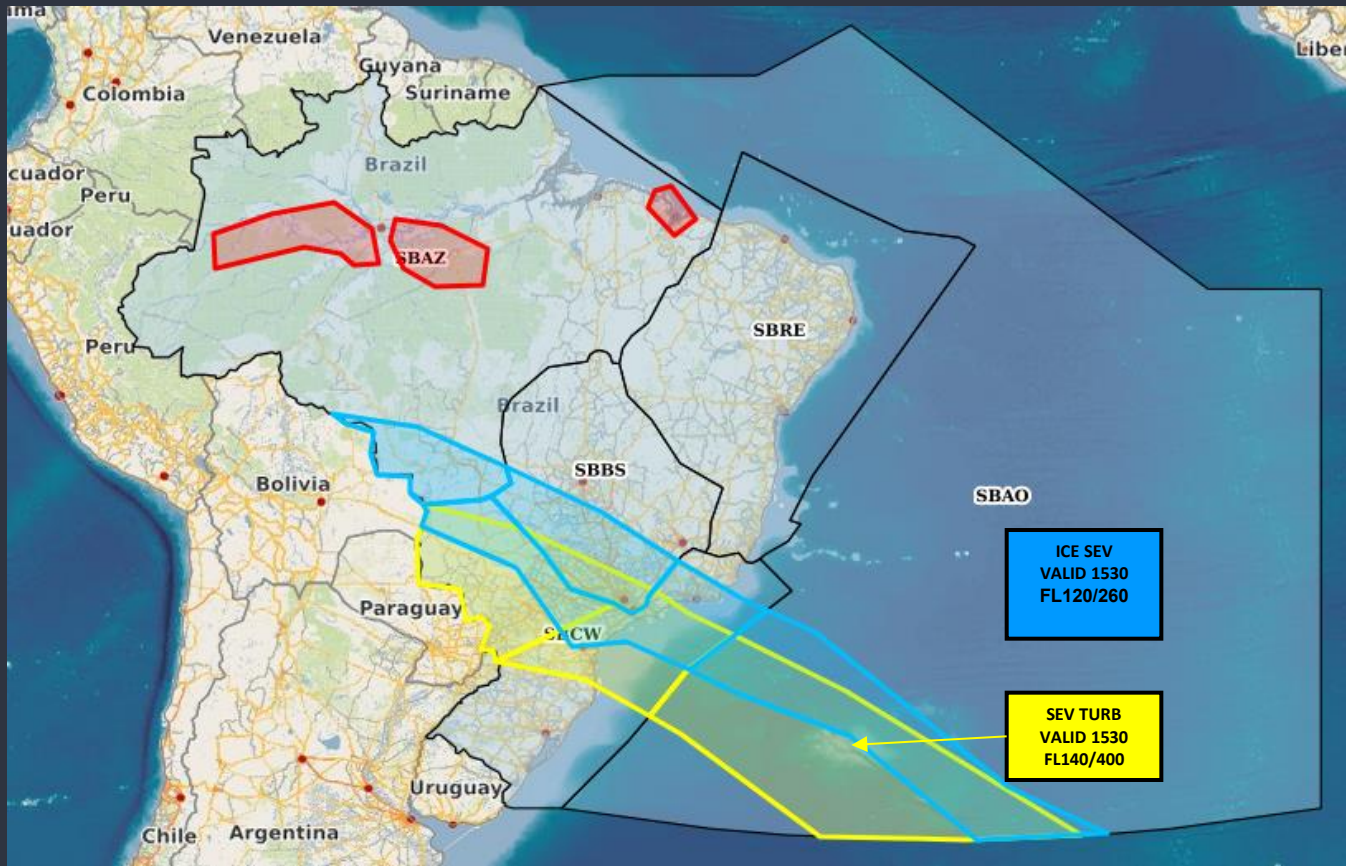 ama
Venezuela
Guyana
Suriname
Liber
Colombia
Brazil
cuador
Peru
uador
SBAZ
SBRE
Peru
Brazil
SBBS
Bolivia
SBAO
ICE SEV
VALID 1530
FL120/260
Paraguay
SBCW
SEV TURB
VALID 1530
FL140/400
Uruguay
Chile
Argentina